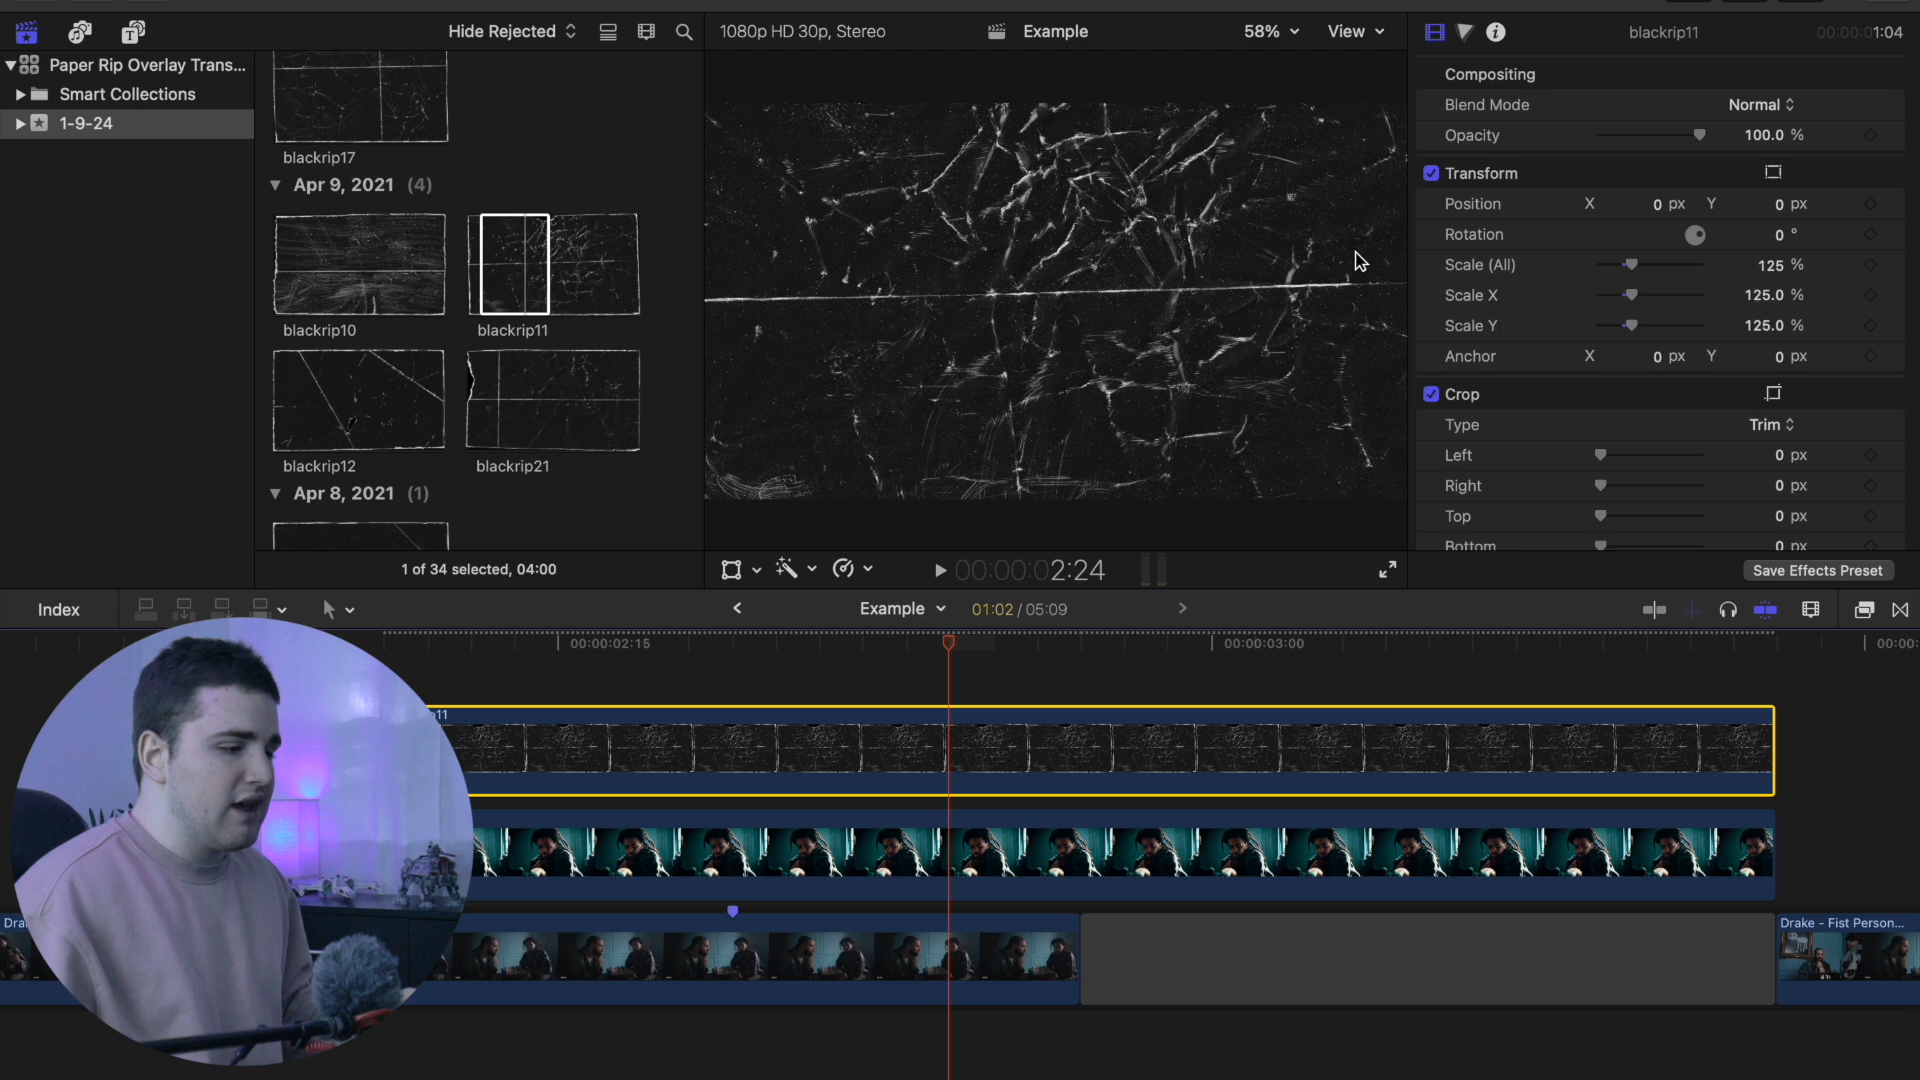 Hide Rejected
1080p HD 30p, Stereo
Example
58%
View
blackrip11
00:00:01:04
Paper Rip Overlay Trans...
Smart Collections
1-9-24
blackrip17
Apr 9, 2021 (4)
blackrip10
blackrip11
blackrip12
blackrip21
Apr 8, 2021 (1)
1 of 34 selected, 04:00
00:00:02:24
Compositing
Blend Mode Normal
Opacity 100.0 %
Transform
Position X 0 px Y 0 px
Rotation 0 °
Scale (All) 125 %
Scale X 125.0 %
Scale Y 125.0 %
Anchor X 0 px Y 0 px
Crop
Type Trim
Left 0 px
Right 0 px
Top 0 px
Bottom 0 px
Save Effects Preset
Index
Example
01:02 / 05:09
00:00:02:15
00:00:03:00
00:00:
11
Dra
Drake - Fist Person...